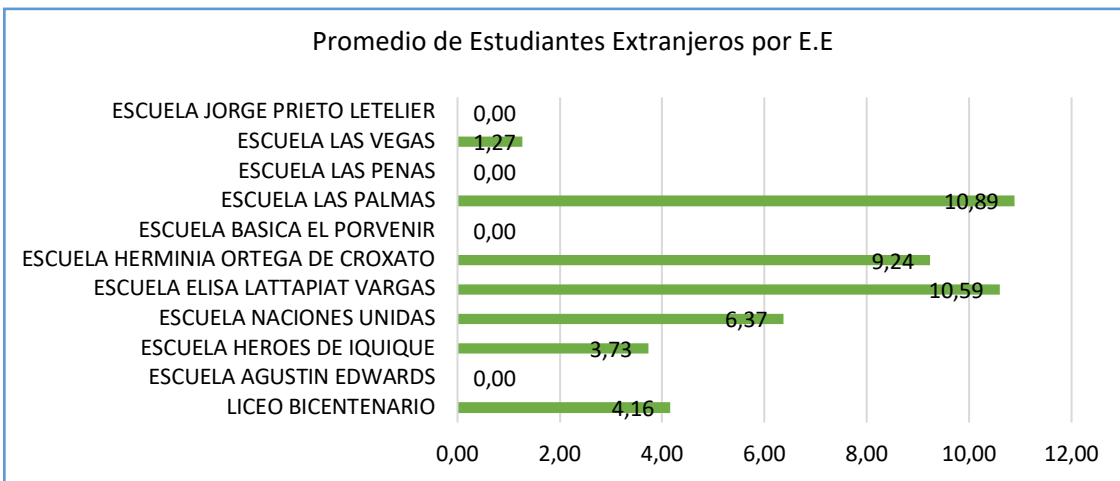 Promedio de Estudiantes Extranjeros por E.E
ESCUELA JORGE PRIETO LETELIER 0,00
ESCUELA LAS VEGAS 1,27
ESCUELA LAS PENAS 0,00
ESCUELA LAS PALMAS 10,89
ESCUELA BASICA EL PORVENIR 0,00
ESCUELA HERMINIA ORTEGA DE CROXATO 9,24
ESCUELA ELISA LATTAPIAT VARGAS 10,59
ESCUELA NACIONES UNIDAS 6,37
ESCUELA HEROES DE IQUIQUE 3,73
ESCUELA AGUSTIN EDWARDS 0,00
LICEO BICENTENARIO 4,16
0,00 2,00 4,00 6,00 8,00 10,00 12,00